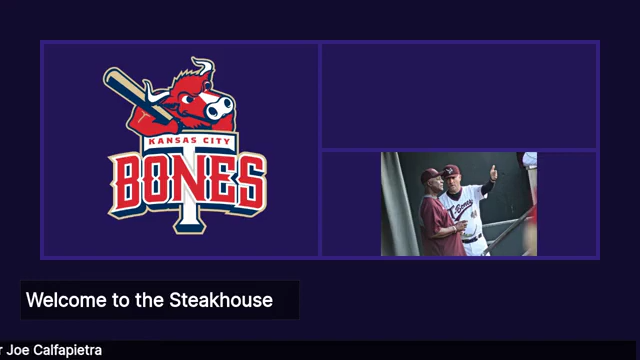 KANSAS CITY
BONES
Welcome to the Steakhouse
r Joe Calfapietra